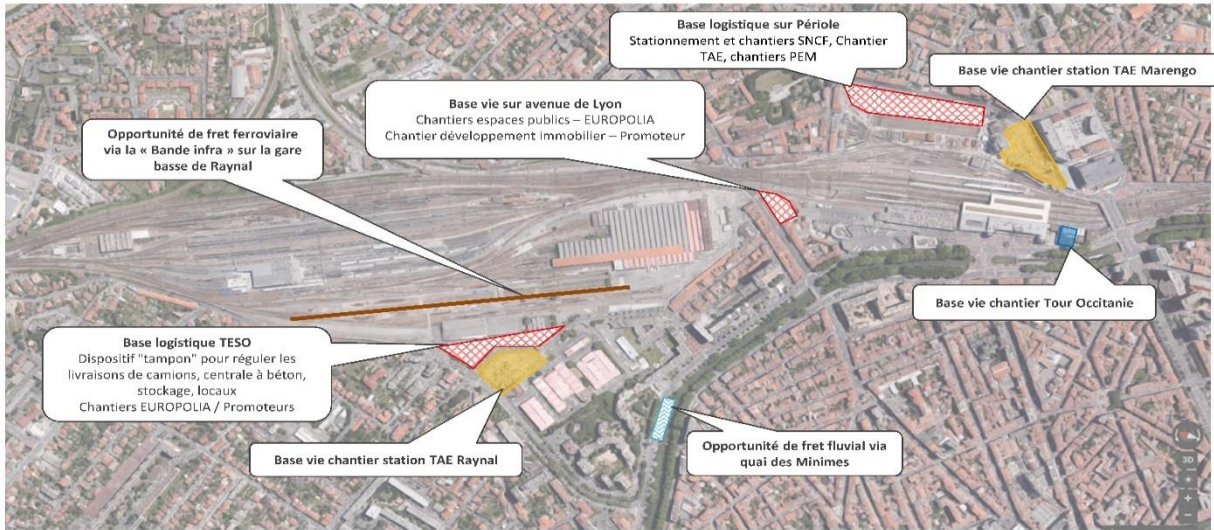 Base logistique sur Périole
Stationnement et chantiers SNCF, Chantier
TAE, chantiers PEM
Base vie chantier station TAE Marengo
Base vie sur avenue de Lyon
Chantiers espaces publics – EUROPOLIA
Chantier développement immobilier – Promoteur
Opportunité de fret ferroviaire
via la « Bande infra » sur la gare
basse de Raynal
Base vie chantier Tour Occitanie
Base logistique TESO
Dispositif "tampon" pour réguler les
livraisons de camions, centrale à béton,
stockage, locaux
Chantiers EUROPOLIA / Promoteurs
Base vie chantier station TAE Raynal
Opportunité de fret fluvial via
quai des Minimes
3D